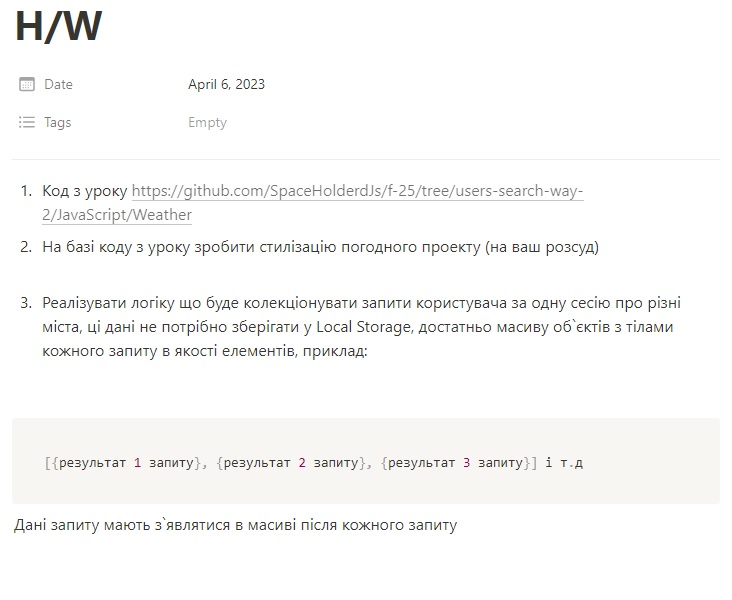 H/W
Date April 6, 2023
Tags Empty
1. Код з уроку https://github.com/SpaceHolderdJs/f-25/tree/users-search-way-
2/JavaScript/Weather
2. На базі коду з уроку зробити стилізацію погодного проекту (на ваш розсуд)
3. Реалізувати логіку що буде колекціонувати запити користувача за одну сесію про різні
міста, ці дані не потрібно зберігати у Local Storage, достатньо масиву об`єктів з тілами
кожного запиту в якості елементів, приклад:
[{результат 1 запиту}, {результат 2 запиту}, {результат 3 запиту}] і т.д
Дані запиту мають з`являтися в масиві після кожного запиту